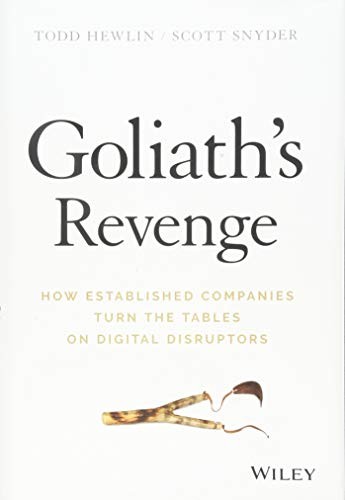 TODD HEWLIN / SCOTT SNYDER
Goliath's
Revenge
HOW ESTABLISHED COMPANIES
TURN THE TABLES
ON DIGITAL DISRUPTORS
WILEY